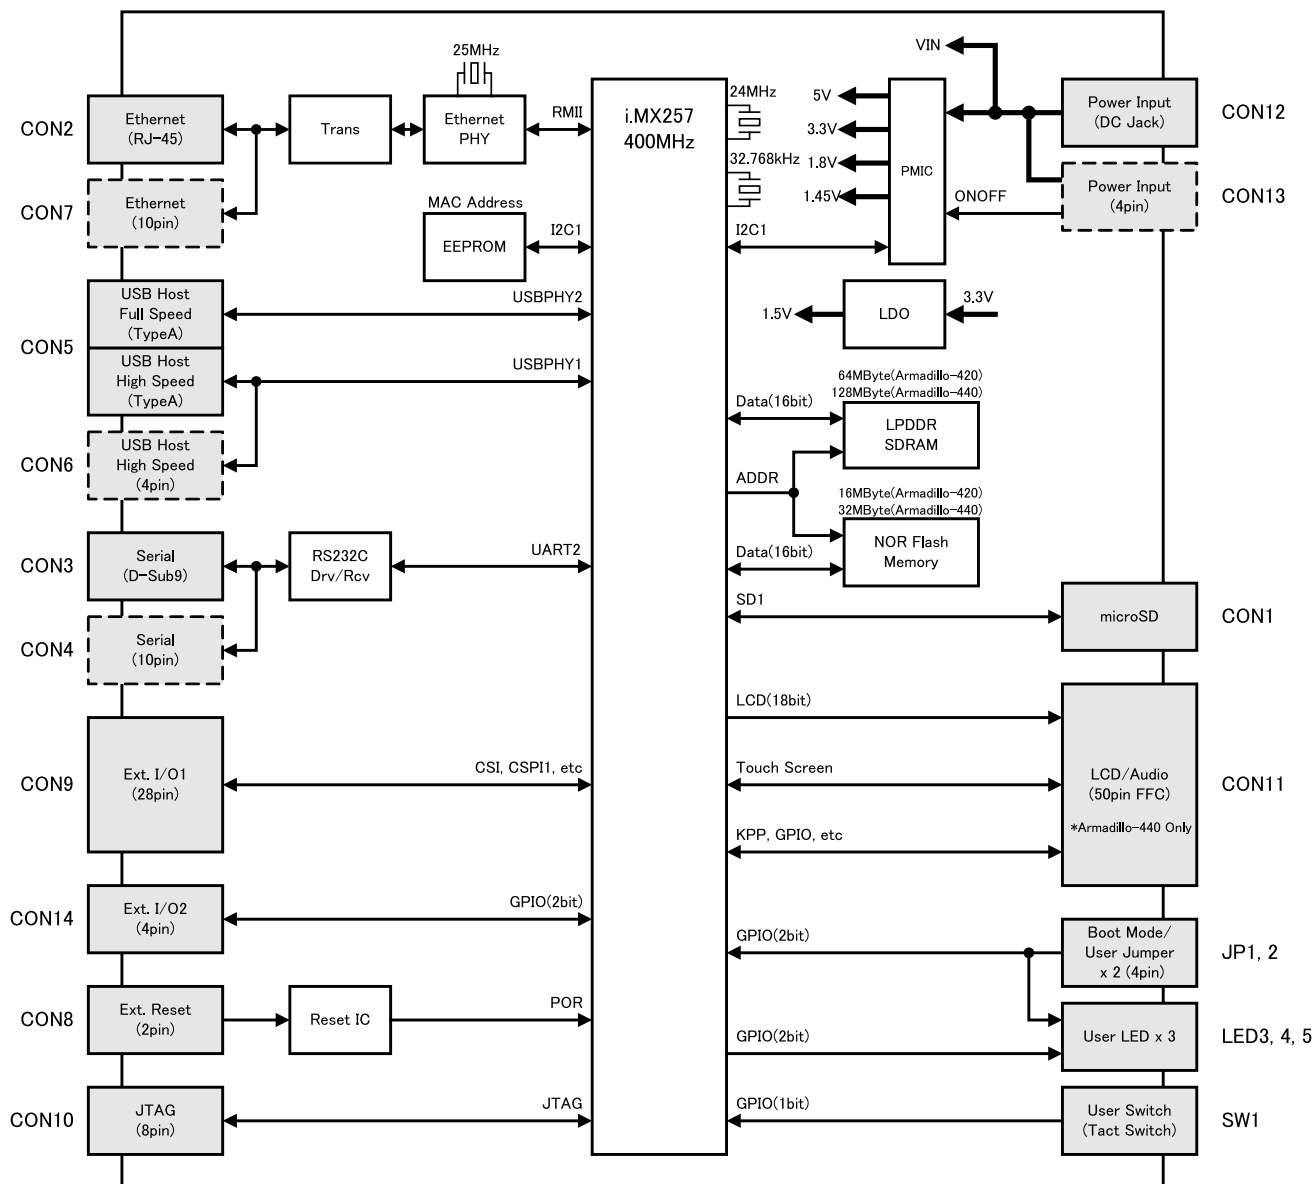 25MHz
VIN
CON2
Ethernet
(RJ-45)
Trans
Ethernet
PHY
RMII
i.MX257
400MHz
24MHz
5V
3.3V
1.8V
1.45V
PMIC
Power Input
(DC Jack)
CON12
32.768kHz
CON7
Ethernet
(10pin)
MAC Address
EEPROM
I2C1
I2C1
ONOFF
Power Input
(4pin)
CON13
CON5
USB Host
Full Speed
(TypeA)
USBPHY2
1.5V
LDO
3.3V
USB Host
High Speed
(TypeA)
USBPHY1
64MByte(Armadillo-420)
128MByte(Armadillo-440)
Data(16bit)
LPDDR
SDRAM
CON6
USB Host
High Speed
(4pin)
ADDR
16MByte(Armadillo-420)
32MByte(Armadillo-440)
NOR Flash
Memory
Data(16bit)
CON3
Serial
(D-Sub9)
RS232C
Drv/Rcv
UART2
SD1
microSD
CON1
CON4
Serial
(10pin)
LCD(18bit)
CON9
Ext. I/O1
(28pin)
CSI, CSPI1, etc
Touch Screen
LCD/Audio
(50pin FFC)
*Armadillo-440 Only
CON11
KPP, GPIO, etc
CON14
Ext. I/O2
(4pin)
GPIO(2bit)
GPIO(2bit)
Boot Mode/
User Jumper
x 2 (4pin)
JP1, 2
CON8
Ext. Reset
(2pin)
Reset IC
POR
GPIO(2bit)
User LED x 3
LED3, 4, 5
CON10
JTAG
(8pin)
JTAG
GPIO(1bit)
User Switch
(Tact Switch)
SW1